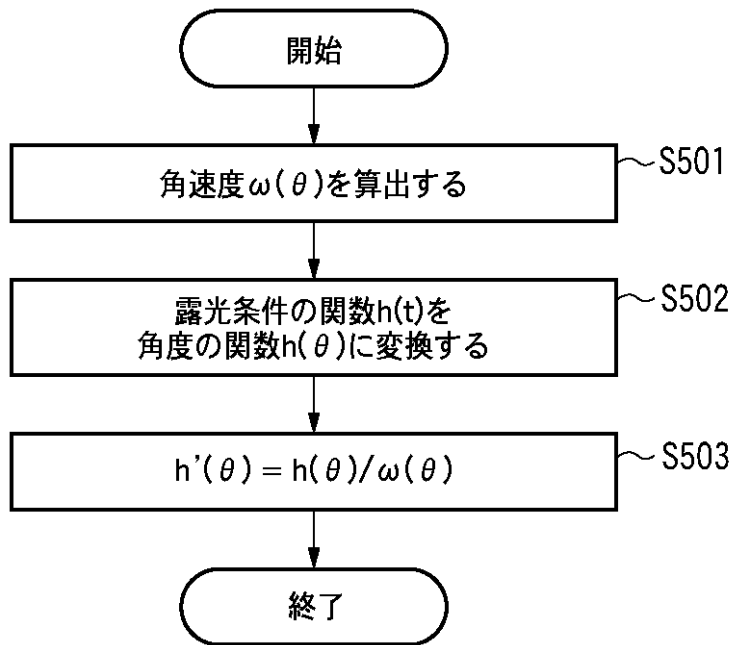 開始
角速度ω(θ)を算出する
S501
露光条件の関数h(t)を
角度の関数h(θ)に変換する
S502
h'(θ)=h(θ)/ω(θ)
S503
終了